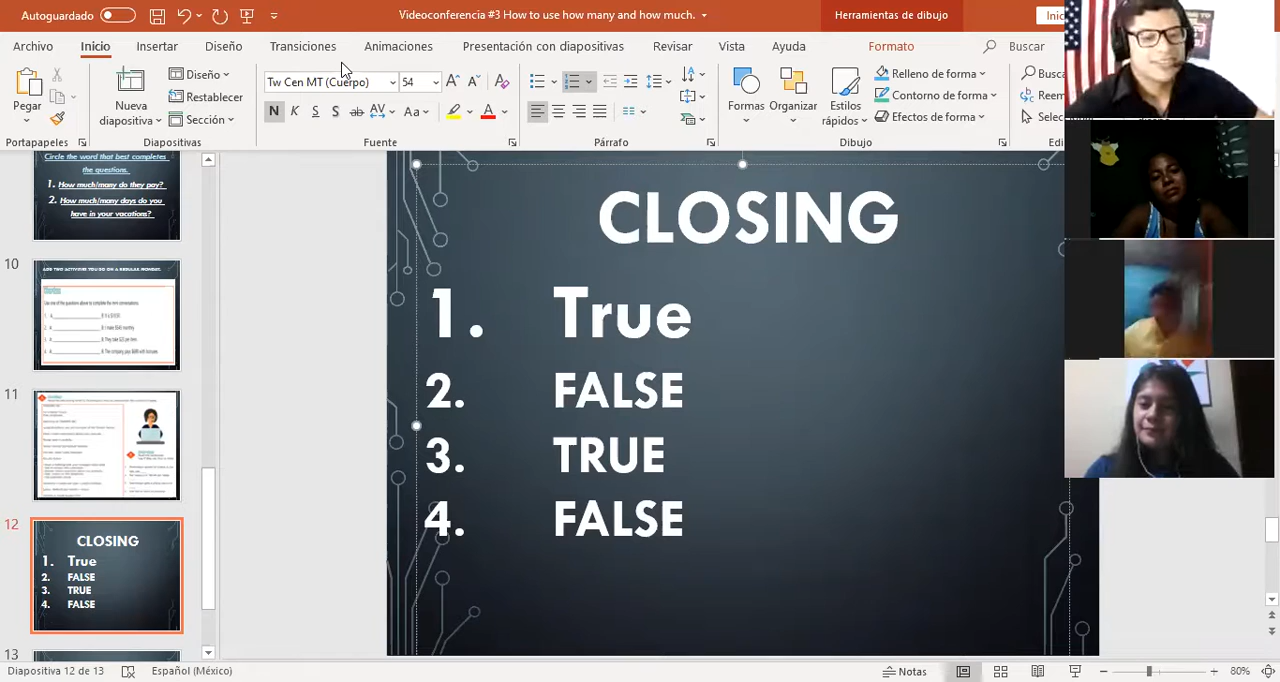 Autoguardado
Videoconferencia #3 How to use how many and how much.
Herramientas de dibujo
Archivo Inicio Insertar Diseño Transiciones Animaciones Presentación con diapositivas Revisar Vista Ayuda Formato Buscar
Pegar
Portapapeles
Nueva diapositiva
Diseño
Restablecer
Sección
Diapositivas
Tw Cen MT (Cuerpo) 54
N K S S ab AV Aa A
Fuente
Párrafo
Formas Organizar Estilos rápidos
Relleno de forma
Contorno de forma
Efectos de forma
Dibujo
Circle the word that best completes
the questions.
1. How much/many do they pay?
2. How much/many days do you
have in your vacations?
10
11
12
CLOSING
1. True
2. FALSE
3. TRUE
4. FALSE
13
CLOSING
1. True
2. FALSE
3. TRUE
4. FALSE
Diapositiva 12 de 13 Español (México) Notas 80%